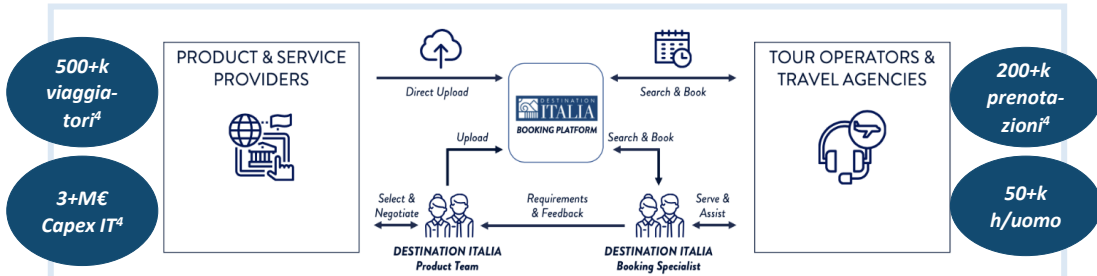 500+k
viaggia-
tori4
3+M€
Capex IT4
PRODUCT & SERVICE
PROVIDERS
Direct Upload
Upload
Select &
Negotiate
DESTINATION
ITALIA
BOOKING PLATFORM
Search & Book
Search & Book
Requirements
& Feedback
Serve &
Assist
DESTINATION ITALIA
Product Team
DESTINATION ITALIA
Booking Specialist
TOUR OPERATORS &
TRAVEL AGENCIES
200+k
prenota-
zioni4
50+k
h/uomo